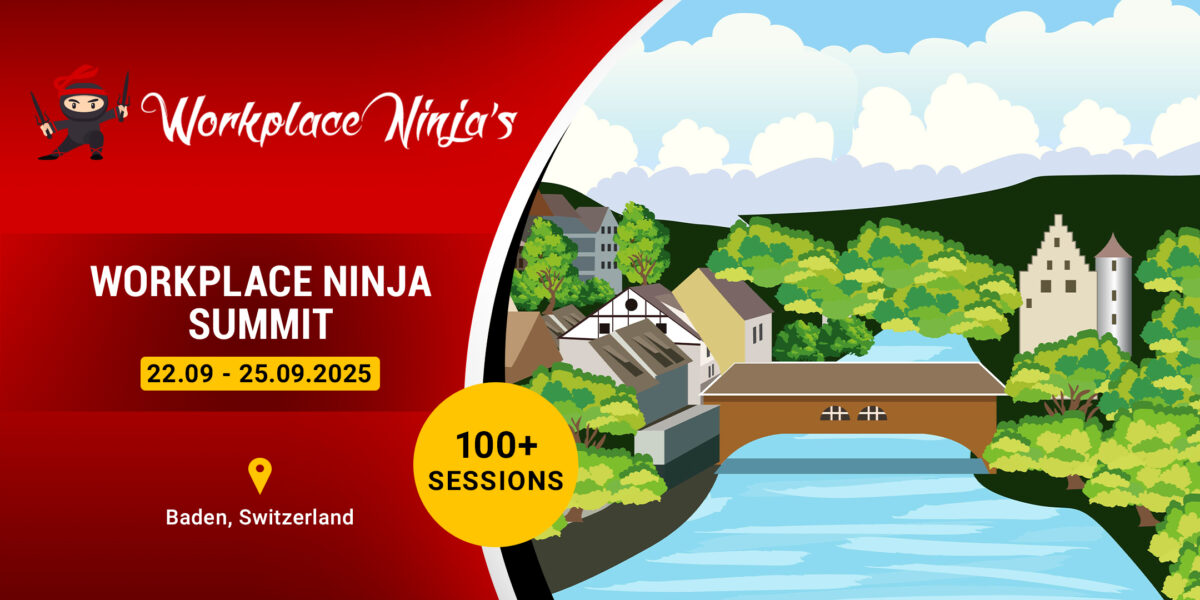 Workplace Ninja's
WORKPLACE NINJA
SUMMIT
22.09 - 25.09.2025
100+
SESSIONS
Baden, Switzerland